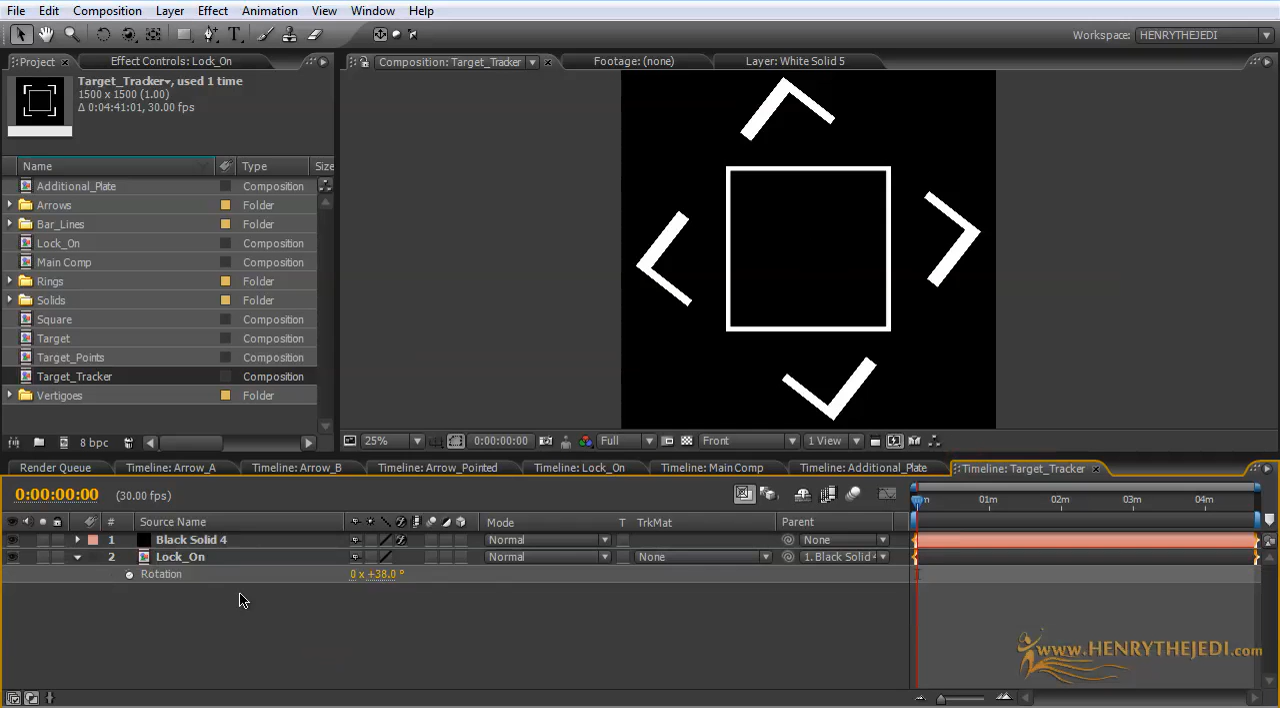 File Edit Composition Layer Effect Animation View Window Help
Workspace: HENRYTHEJEDI
Project Effect Controls: Lock_On Composition: Target_Tracker Footage: (none) Layer: White Solid 5
Target_Tracker, used 1 time
1500 x 1500 (1.00)
Δ 0:04:41:01, 30.00 fps
Name Type Size
Additional_Plate Composition
Arrows Folder
Bar_Lines Folder
Lock_On Composition
Main Comp Composition
Rings Folder
Solids Folder
Square Composition
Target Composition
Target_Points Composition
Target_Tracker Composition
Vertigoes Folder
8 bpc 25% 0:00:00:00 Full Front 1 View
Render Queue Timeline: Arrow_A Timeline: Arrow_B Timeline: Arrow_Pointed Timeline: Lock_On Timeline: Main Comp Timeline: Additional_Plate Timeline: Target_Tracker
0:00:00:00 (30.00 fps) 01m 02m 03m 04m
# Source Name Mode T TrkMat Parent
1 Black Solid 4 Normal None
2 Lock_On Normal None 1. Black Solid
Rotation 0 x +38.0 °
www.HENRYTHEJEDI.com